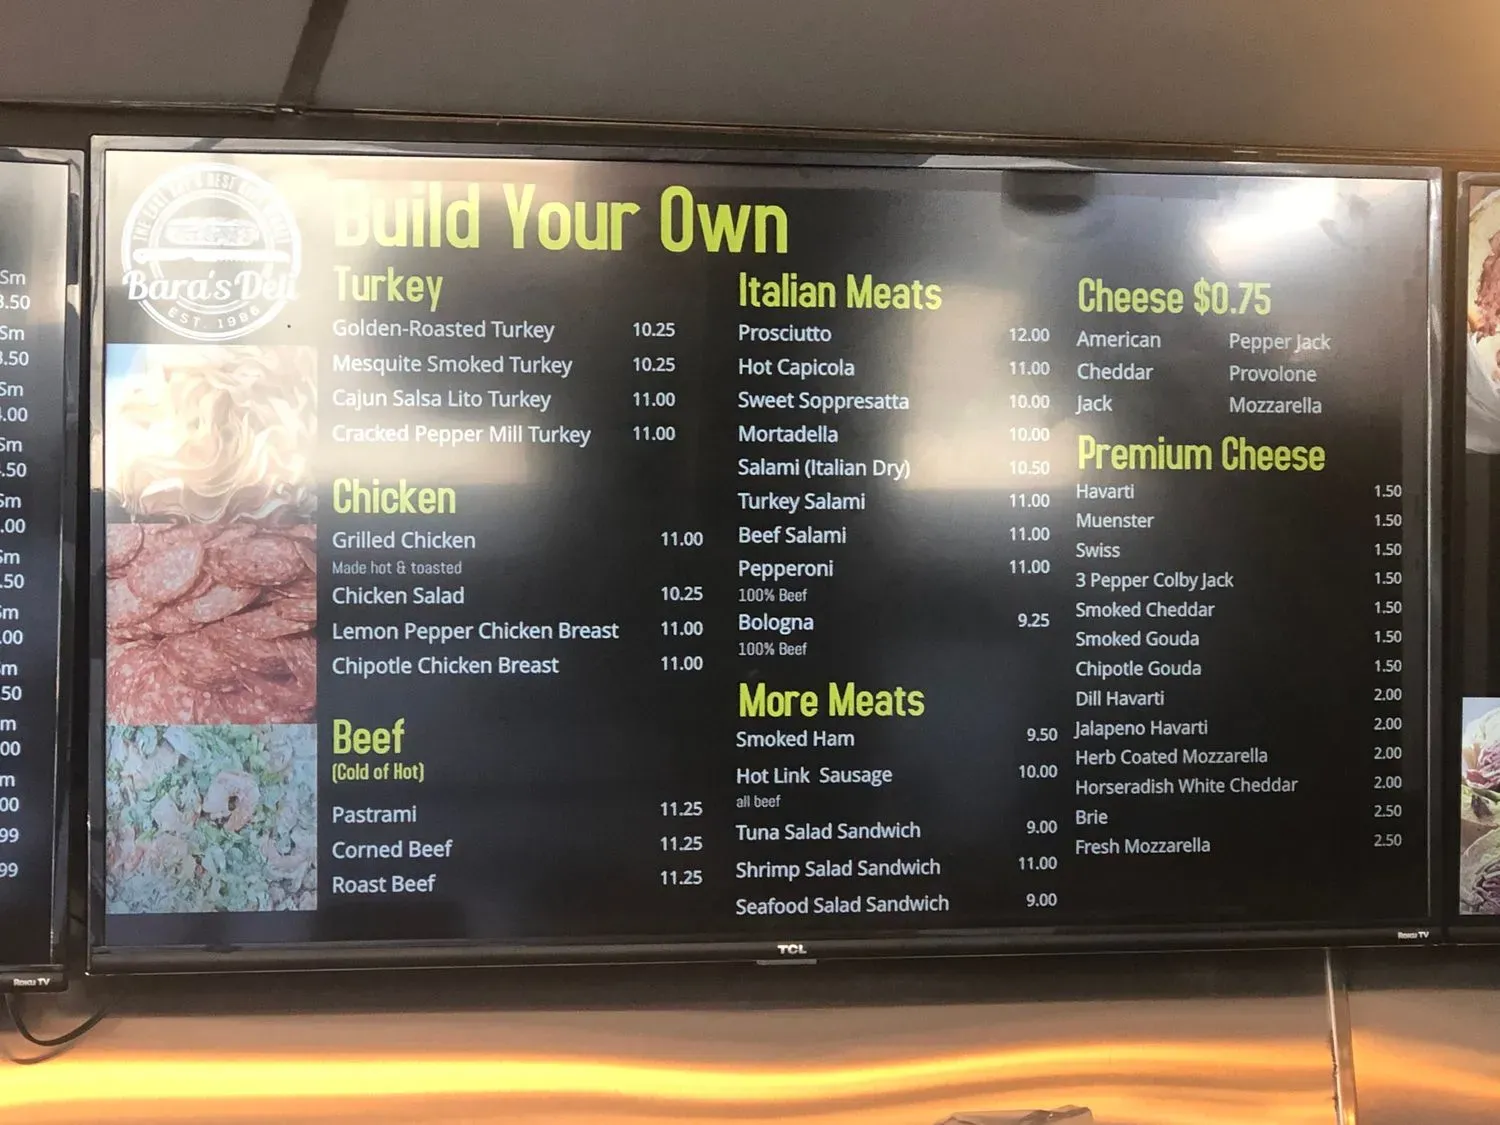 Bara's Deli
EST. 1986
Build Your Own
Turkey
Golden-Roasted Turkey 10.25
Mesquite Smoked Turkey 10.25
Cajun Salsa Lito Turkey 11.00
Cracked Pepper Mill Turkey 11.00
Chicken
Grilled Chicken 11.00
Made hot & toasted
Chicken Salad 10.25
Lemon Pepper Chicken Breast 11.00
Chipotle Chicken Breast 11.00
Beef
(Cold of Hot)
Pastrami 11.25
Corned Beef 11.25
Roast Beef 11.25
Italian Meats
Prosciutto 12.00
Hot Capicola 11.00
Sweet Soppresatta 10.00
Mortadella 10.00
Salami (Italian Dry) 10.50
Turkey Salami 11.00
Beef Salami 11.00
Pepperoni 11.00
100% Beef
Bologna 9.25
100% Beef
More Meats
Smoked Ham 9.50
Hot Link Sausage 10.00
all beef
Tuna Salad Sandwich 9.00
Shrimp Salad Sandwich 11.00
Seafood Salad Sandwich 9.00
Cheese $0.75
American Pepper Jack
Cheddar Provolone
Jack Mozzarella
Premium Cheese
Havarti 1.50
Muenster 1.50
Swiss 1.50
3 Pepper Colby Jack 1.50
Smoked Cheddar 1.50
Smoked Gouda 1.50
Chipotle Gouda 1.50
Dill Havarti 2.00
Jalapeno Havarti 2.00
Herb Coated Mozzarella 2.00
Horseradish White Cheddar 2.00
Brie 2.50
Fresh Mozzarella 2.50
TCL
Roku TV
Roku TV